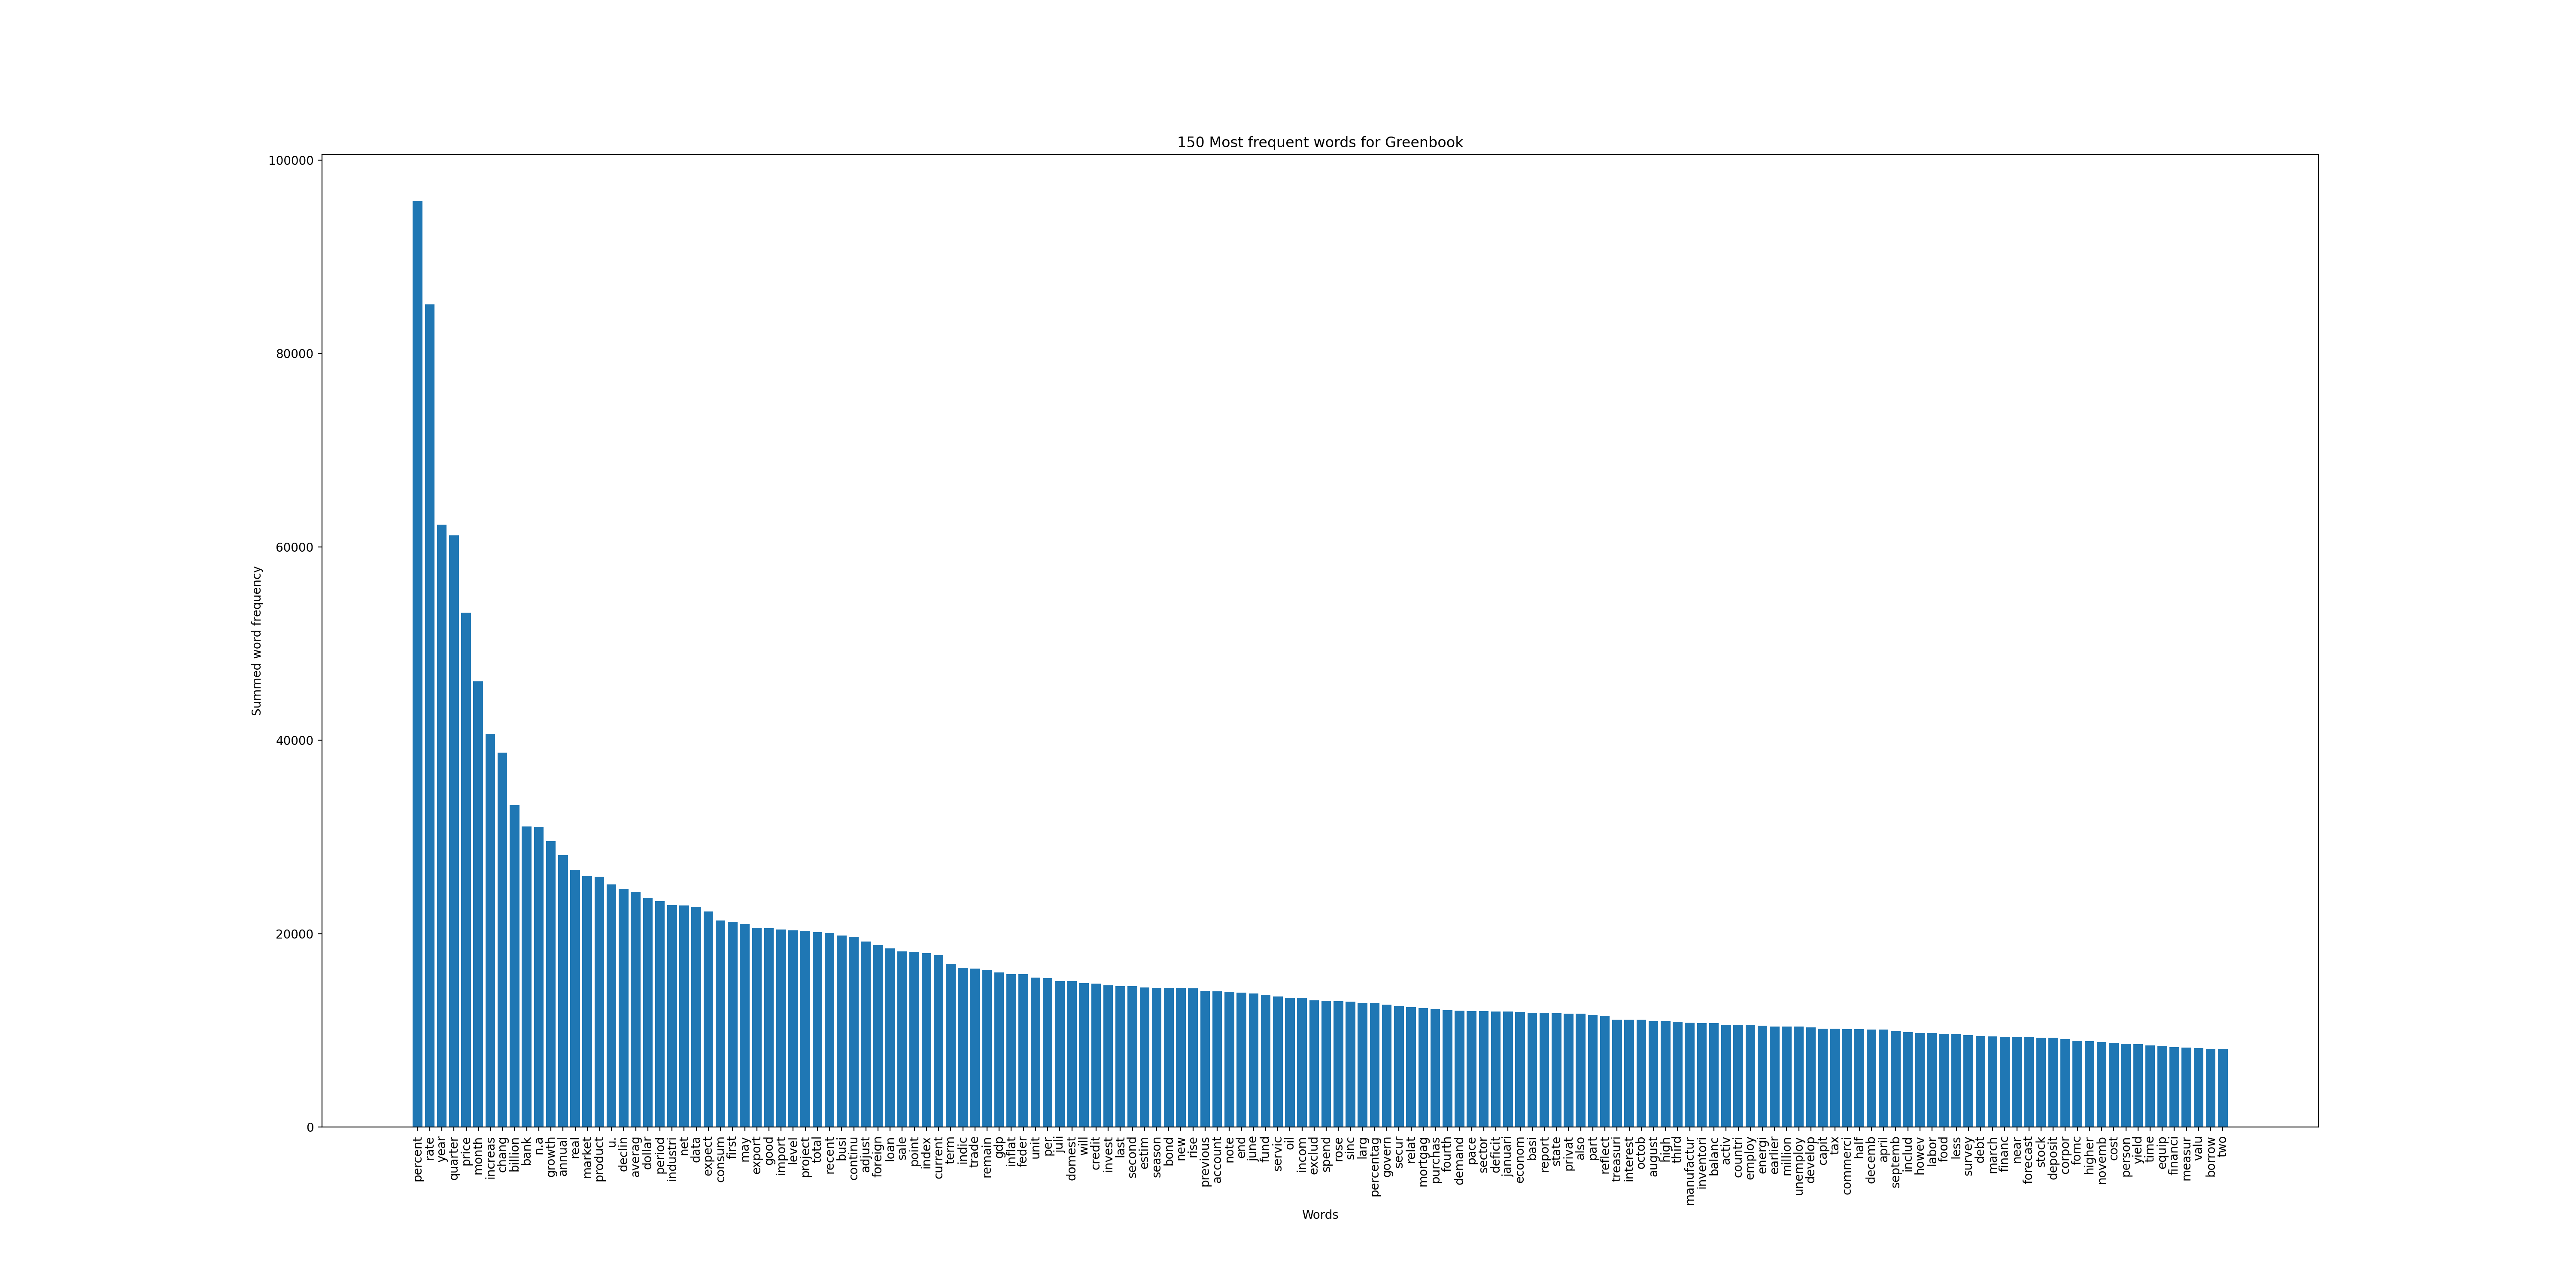 150 Most frequent words for Greenbook
100000
80000
60000
40000
20000
0
Summed word frequency
percent
rate
year
quarter
price
month
increas
chang
billion
bank
n.a
growth
annual
real
market
product
u.
declin
averag
dollar
period
industri
net
data
expect
consum
first
may
export
good
import
level
project
total
recent
busi
continu
adjust
foreign
loan
sale
point
index
current
term
indic
trade
remain
gdp
inflat
feder
unit
per
juli
domest
will
credit
invest
last
second
estim
season
bond
new
rise
previous
account
note
end
june
fund
servic
oil
incom
exclud
spend
rose
sinc
larg
percentag
govern
secur
relat
mortgag
purchas
fourth
demand
pace
sector
deficit
januari
econom
basi
report
state
privat
also
part
reflect
treasuri
interest
octob
august
high
third
manufactur
inventori
balanc
activ
countri
employ
energi
earlier
million
unemploy
develop
capit
tax
commerci
half
decemb
april
septemb
includ
howev
labor
food
less
survey
debt
march
financ
near
forecast
stock
deposit
corpor
fomc
higher
novemb
cost
person
yield
time
equip
financi
measur
valu
borrow
two
Words